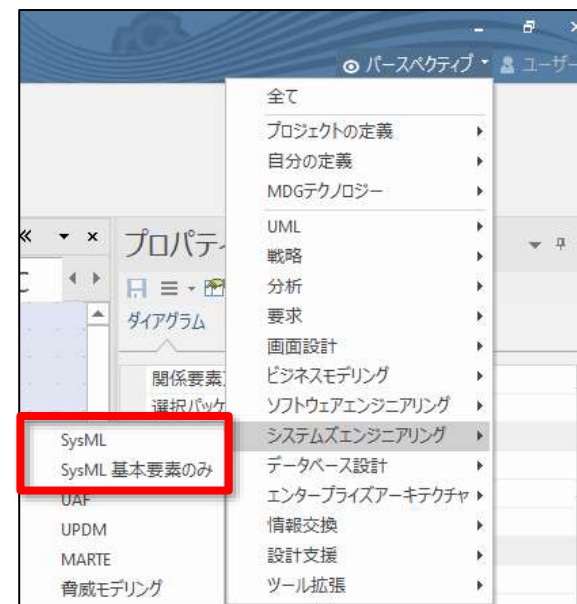 パースペクティブ ユーザー
全て
プロジェクトの定義
自分の定義
MDGテクノロジー
UML
戦略
分析
要求
画面設計
ビジネスモデリング
ソフトウェアエンジニアリング
システムズエンジニアリング
データベース設計
エンタープライズアーキテクチャ
情報交換
設計支援
ツール拡張
プロパティ
ダイアグラム
関係要素
選択パッケ
SysML
SysML 基本要素のみ
UAF
UPDM
MARTE
脅威モデリング